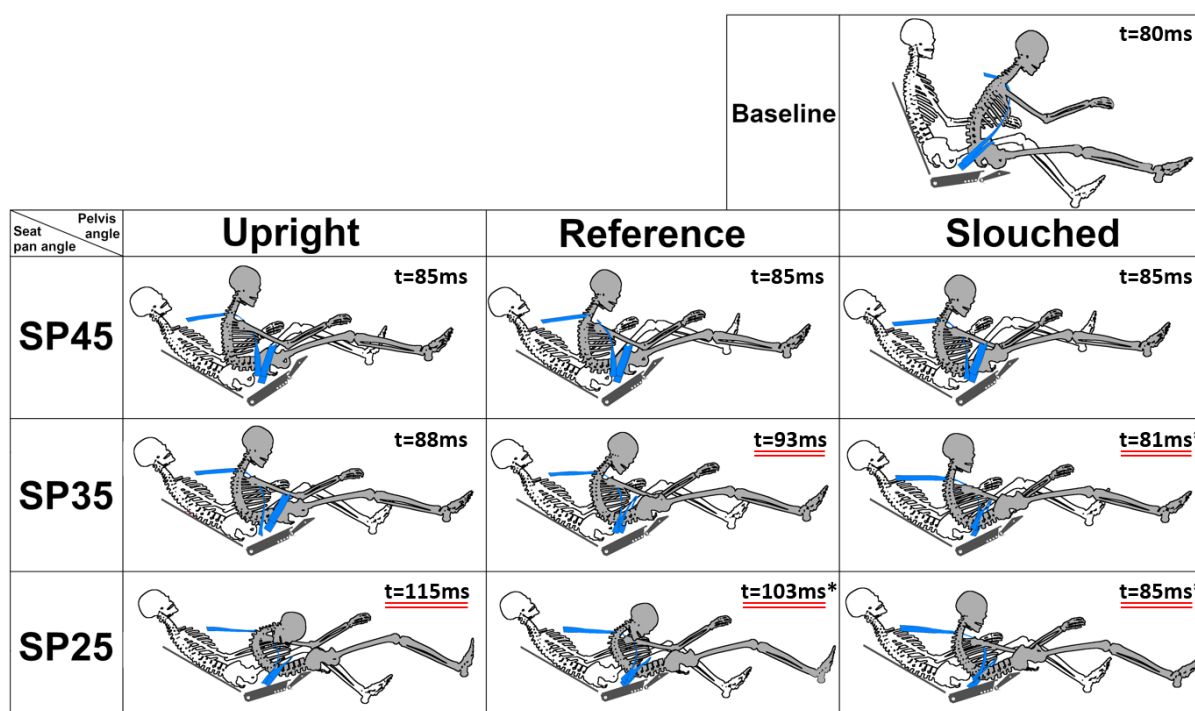 t=80ms
Baseline
Pelvis
angle
Seat
pan angle
Upright
Reference
Slouched
SP45
t=85ms
t=85ms
t=85ms
SP35
t=88ms
t=93ms
t=81ms*
SP25
t=115ms
t=103ms*
t=85ms*